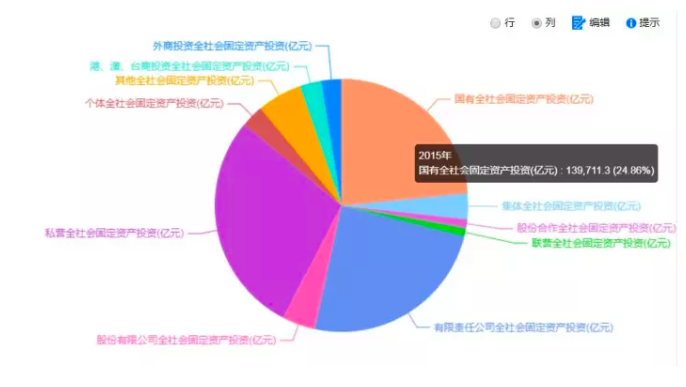 行 列 编辑 提示
外商投资全社会固定资产投资(亿元)
港、澳、台商投资全社会固定资产投资(亿元)
其他全社会固定资产投资(亿元)
个体全社会固定资产投资(亿元)
国有全社会固定资产投资(亿元)
2015年
国有全社会固定资产投资(亿元) : 139,711.3 (24.86%)
集体全社会固定资产投资(亿元)
股份合作全社会固定资产投资(亿元)
私营全社会固定资产投资(亿元)
联营全社会固定资产投资(亿元)
有限责任公司全社会固定资产投资(亿元)
股份有限公司全社会固定资产投资(亿元)